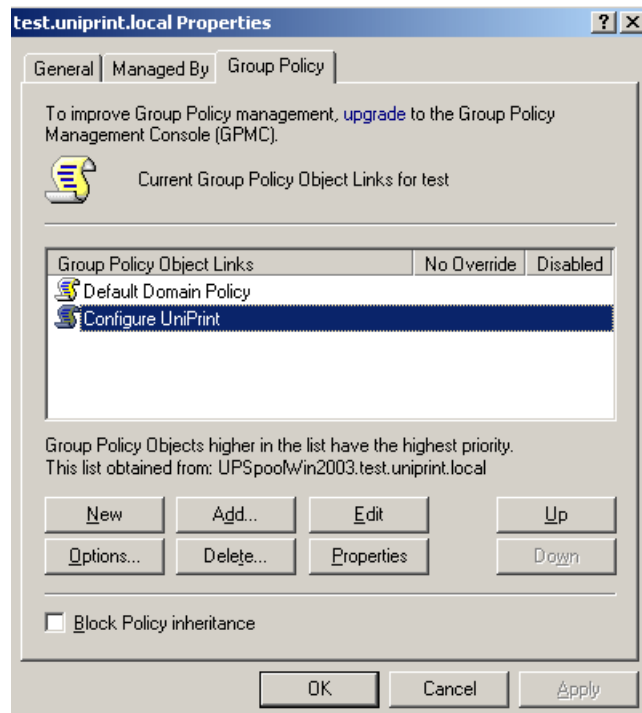 test.uniprint.local Properties
General
Managed By
Group Policy
To improve Group Policy management, upgrade to the Group Policy
Management Console (GPMC).
Current Group Policy Object Links for test
Group Policy Object Links No Override Disabled
Default Domain Policy
Configure UniPrint
Group Policy Objects higher in the list have the highest priority.
This list obtained from: UPSpoolWin2003.test.uniprint.local
New Add... Edit Up
Options... Delete... Properties Down
Block Policy inheritance
OK Cancel Apply